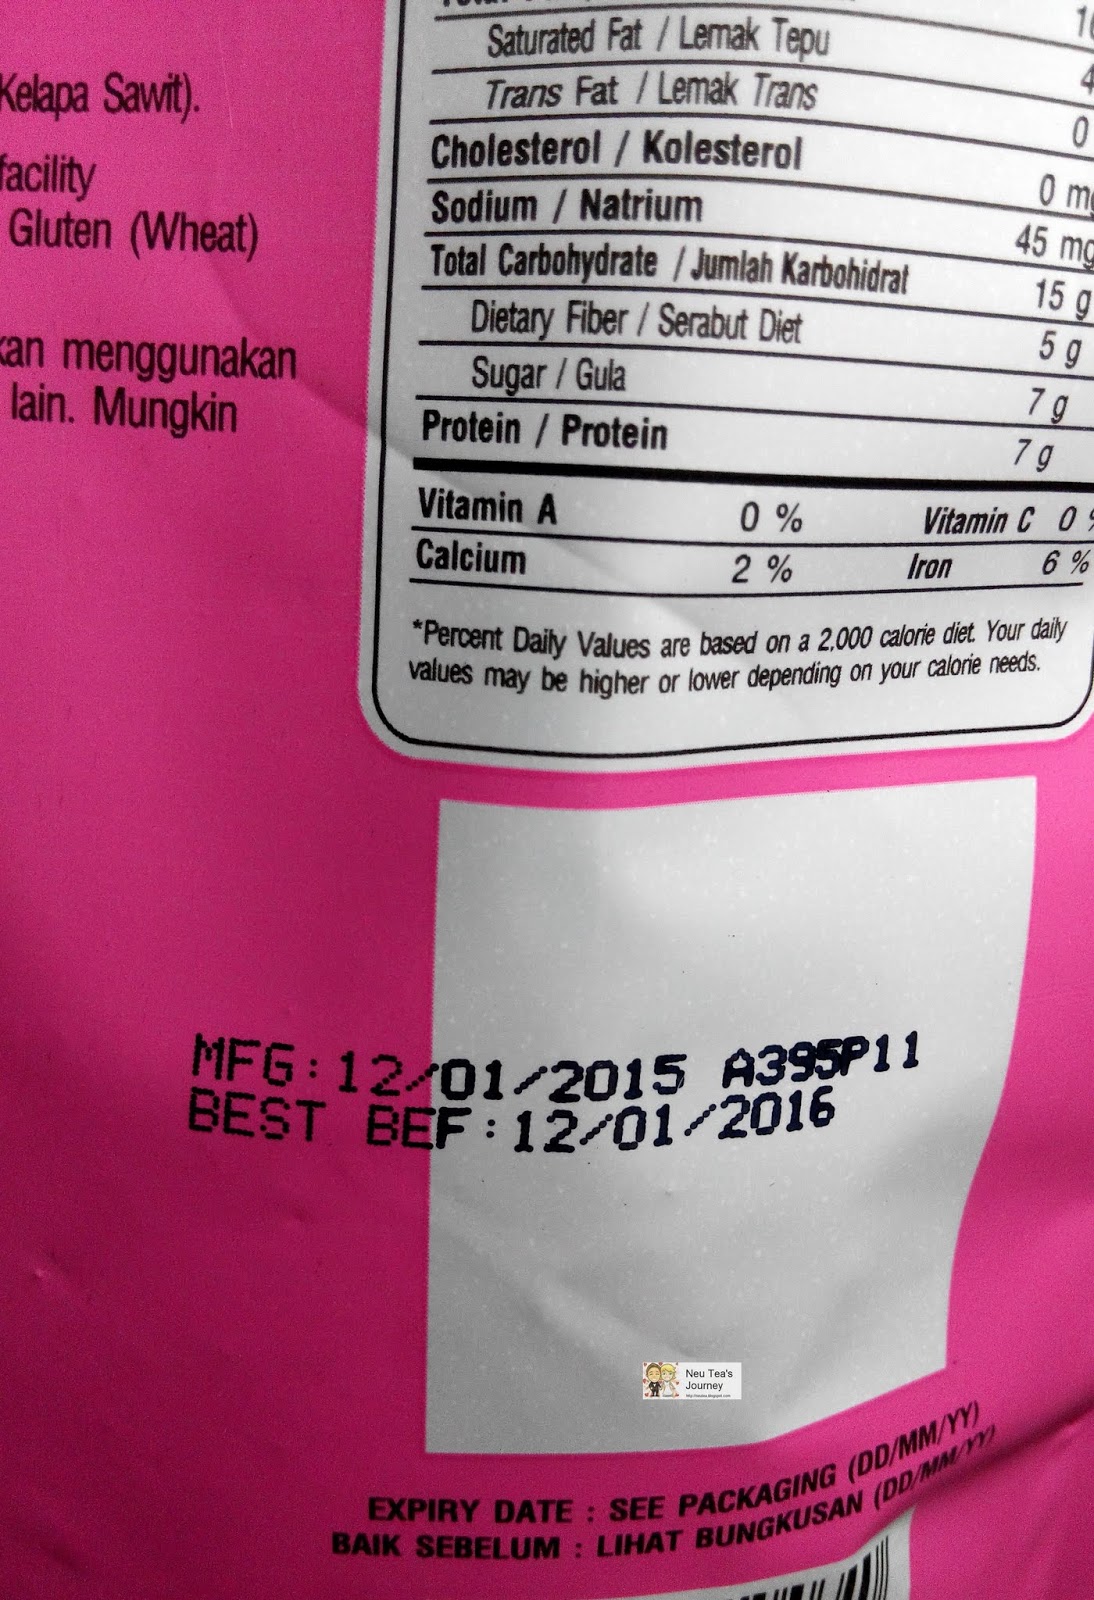 Kelapa Sawit).
facility
Gluten (Wheat)
menggunakan
lain. Mungkin
Saturated Fat / Lemak Tepu
Trans Fat / Lemak Trans 0
Cholesterol / Kolesterol 0 mg
Sodium / Natrium 45 mg
Total Carbohydrate / Jumlah Karbohidrat 15 g
Dietary Fiber / Serabut Diet 5 g
Sugar / Gula 7 g
Protein / Protein 7 g
Vitamin A 0 % Vitamin C 0 %
Calcium 2 % Iron 6 %
*Percent Daily Values are based on a 2,000 calorie diet. Your daily
values may be higher or lower depending on your calorie needs.
MFG:12/01/2015 A395P11
BEST BEF:12/01/2016
Neu Tea's
Journey
EXPIRY DATE : SEE PACKAGING (DD/MM/YY)
BAIK SEBELUM : LIHAT BUNGKUSAN (DD/MM/YY)